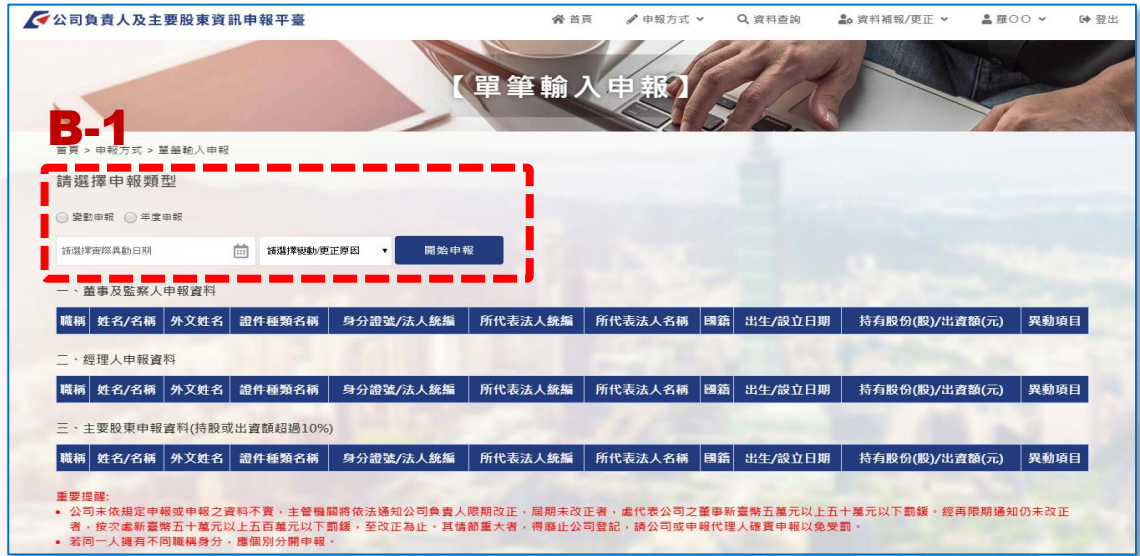 公司負責人及主要股東資訊申報平臺
首頁 申報方式 資料查詢 資料補報/更正 羅○○ 登出
【單筆輸入申報】
B-1
首頁 > 申報方式 > 單筆輸入申報
請選擇申報類型
變動申報 年度申報
請選擇實際異動日期 請選擇變動/更正原因 開始申報
一、董事及監察人申報資料
職稱 姓名/名稱 外文姓名 證件種類名稱 身分證號/法人統編 所代表法人統編 所代表法人名稱 國籍 出生/設立日期 持有股份(股)/出資額(元) 異動項目
二、經理人申報資料
職稱 姓名/名稱 外文姓名 證件種類名稱 身分證號/法人統編 所代表法人統編 所代表法人名稱 國籍 出生/設立日期 持有股份(股)/出資額(元) 異動項目
三、主要股東申報資料(持股或出資額超過10%)
職稱 姓名/名稱 外文姓名 證件種類名稱 身分證號/法人統編 所代表法人統編 所代表法人名稱 國籍 出生/設立日期 持有股份(股)/出資額(元) 異動項目
重要提醒:
• 公司未依規定申報或申報之資料不實，主管機關將依法通知公司負責人限期改正，屆期未改正者，處代表公司之董事新臺幣五萬元以上五十萬元以下罰鍰。經再限期通知仍未改正
者，按次處新臺幣五十萬元以上五百萬元以下罰鍰，至改正為止。其情節重大者，得廢止公司登記，請公司或申報代理人確實申報以免受罰。
• 若同一人擁有不同職稱身分，應個別分開申報。